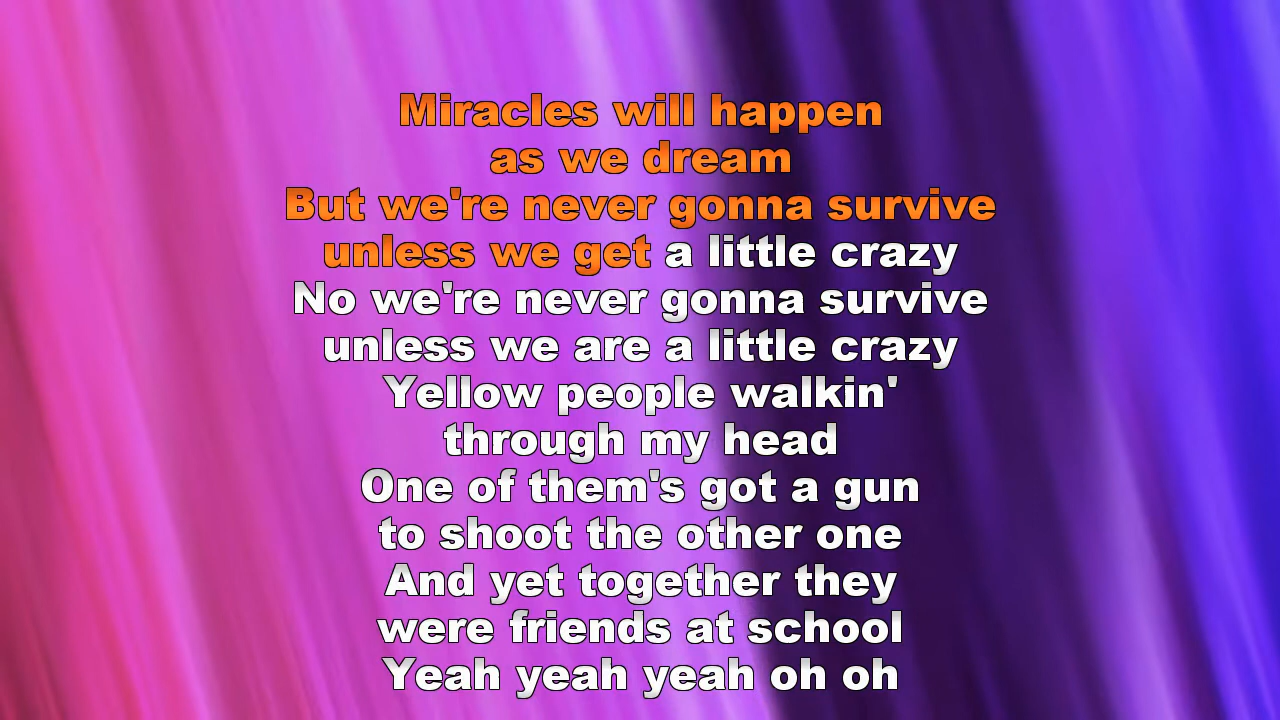 Miracles will happen
as we dream
But we're never gonna survive
unless we get a little crazy
No we're never gonna survive
unless we are a little crazy
Yellow people walkin'
through my head
One of them's got a gun
to shoot the other one
And yet together they
were friends at school
Yeah yeah yeah oh oh